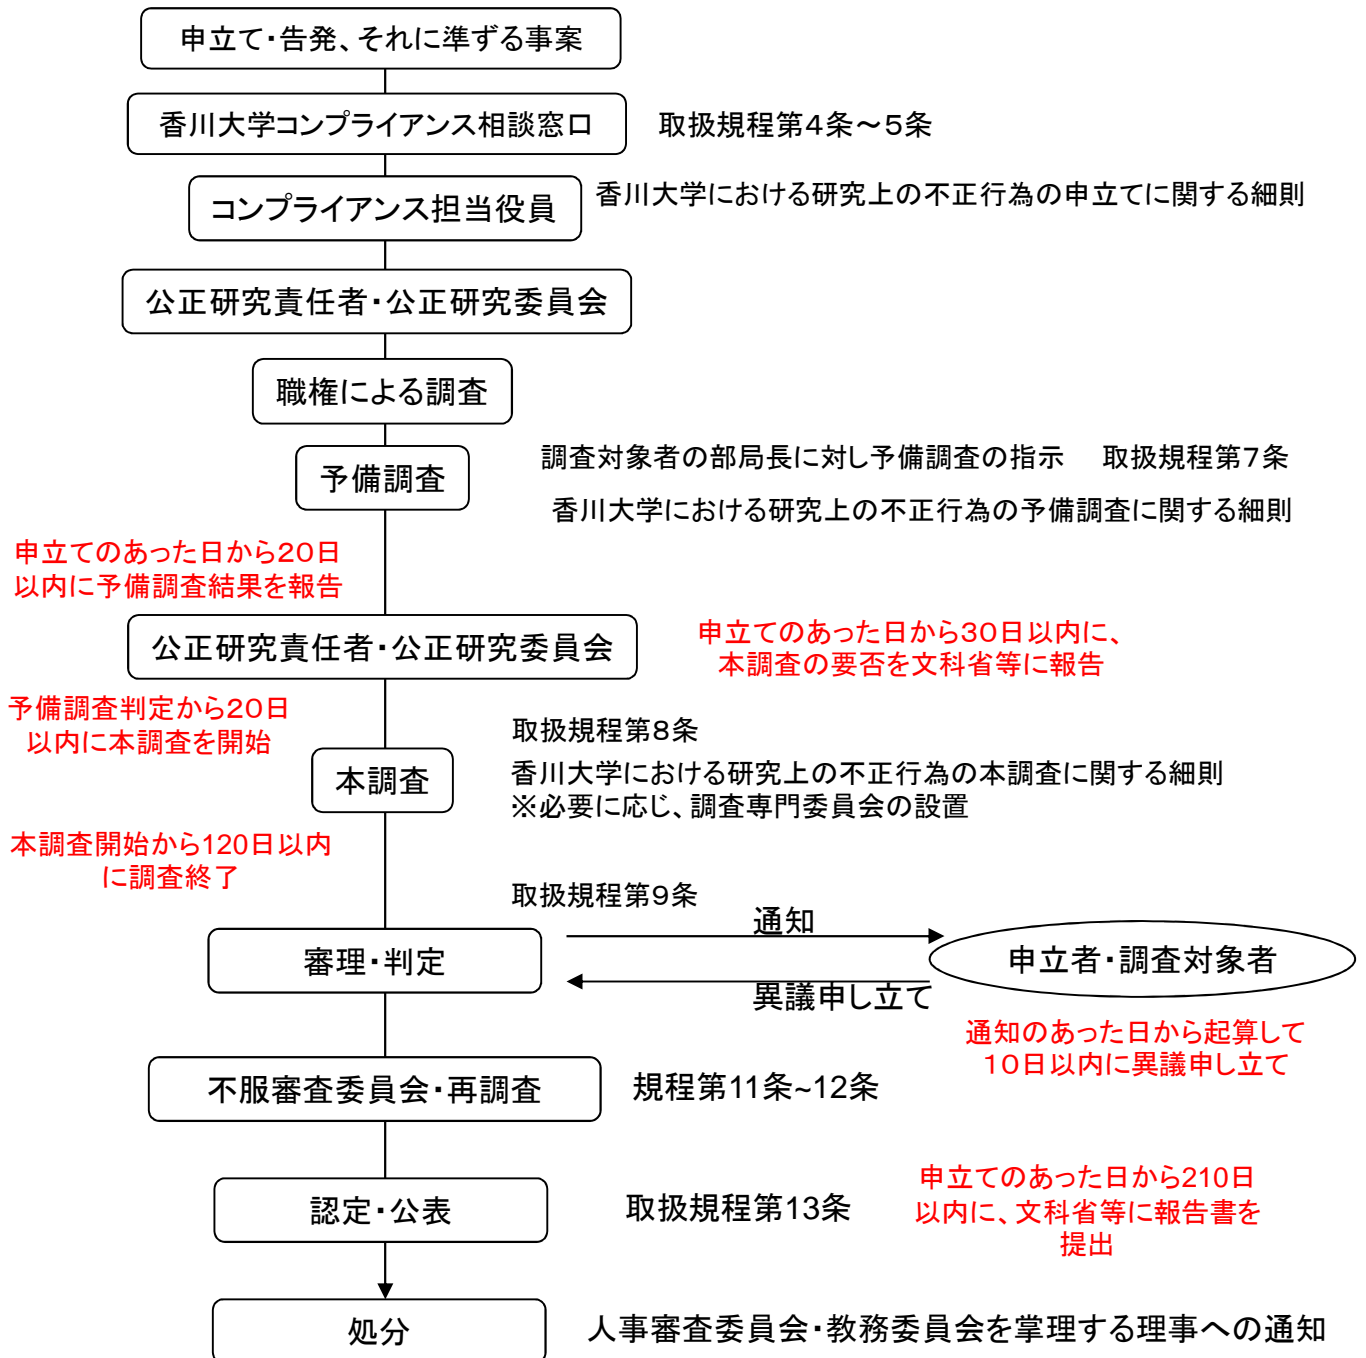 申立て・告発、それに準ずる事案
香川大学コンプライアンス相談窓口
取扱規程第４条～５条
コンプライアンス担当役員
香川大学における研究上の不正行為の申立てに関する細則
公正研究責任者・公正研究委員会
職権による調査
予備調査
調査対象者の部局長に対し予備調査の指示　取扱規程第７条
香川大学における研究上の不正行為の予備調査に関する細則
申立てのあった日から２０日
以内に予備調査結果を報告
公正研究責任者・公正研究委員会
申立てのあった日から３０日以内に、
本調査の要否を文科省等に報告
予備調査判定から２０日
以内に本調査を開始
本調査
取扱規程第８条
香川大学における研究上の不正行為の本調査に関する細則
※必要に応じ、調査専門委員会の設置
本調査開始から120日以内
に調査終了
取扱規程第９条
審理・判定
通知
異議申し立て
申立者・調査対象者
通知のあった日から起算して
１０日以内に異議申し立て
不服審査委員会・再調査
規程第11条~12条
認定・公表
取扱規程第13条
申立てのあった日から210日
以内に、文科省等に報告書を
提出
処分
人事審査委員会・教務委員会を掌理する理事への通知